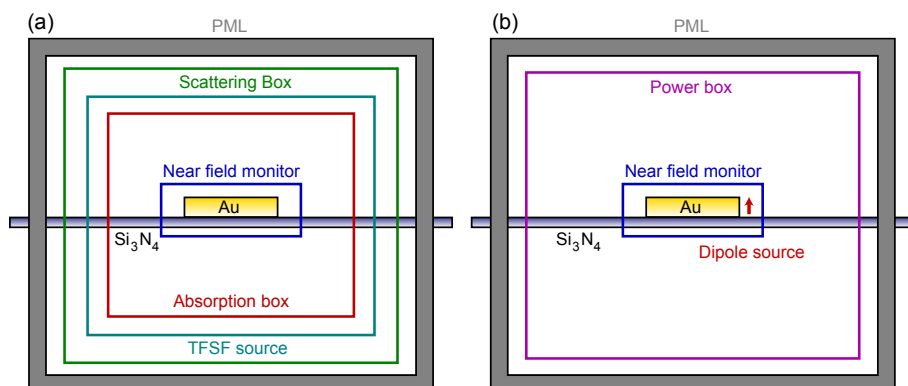 (a)
PML
Scattering Box
Near field monitor
Au
Si₃N₄
Absorption box
TFSF source
(b)
PML
Power box
Near field monitor
Au
Si₃N₄
Dipole source